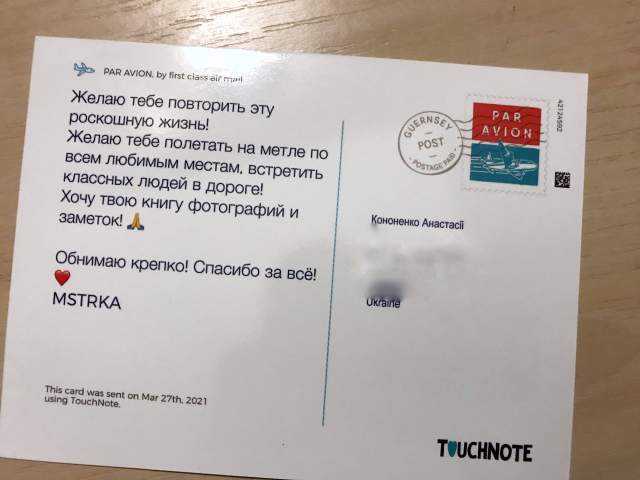 PAR AVION, by first class air mail
Желаю тебе повторить эту
роскошную жизнь!
Желаю тебе полетать на метле по
всем любимым местам, встретить
классных людей в дороге!
Хочу твою книгу фотографий и
заметок! 🙏
Обнимаю крепко! Спасибо за всё!
❤️
MSTRKA
This card was sent on Mar 27th, 2021
using TouchNote.
GUERNSEY
POST
POSTAGE PAID
PAR
AVION
42124592
Кононенко Анастасії
Ukraine
TOUCHNOTE